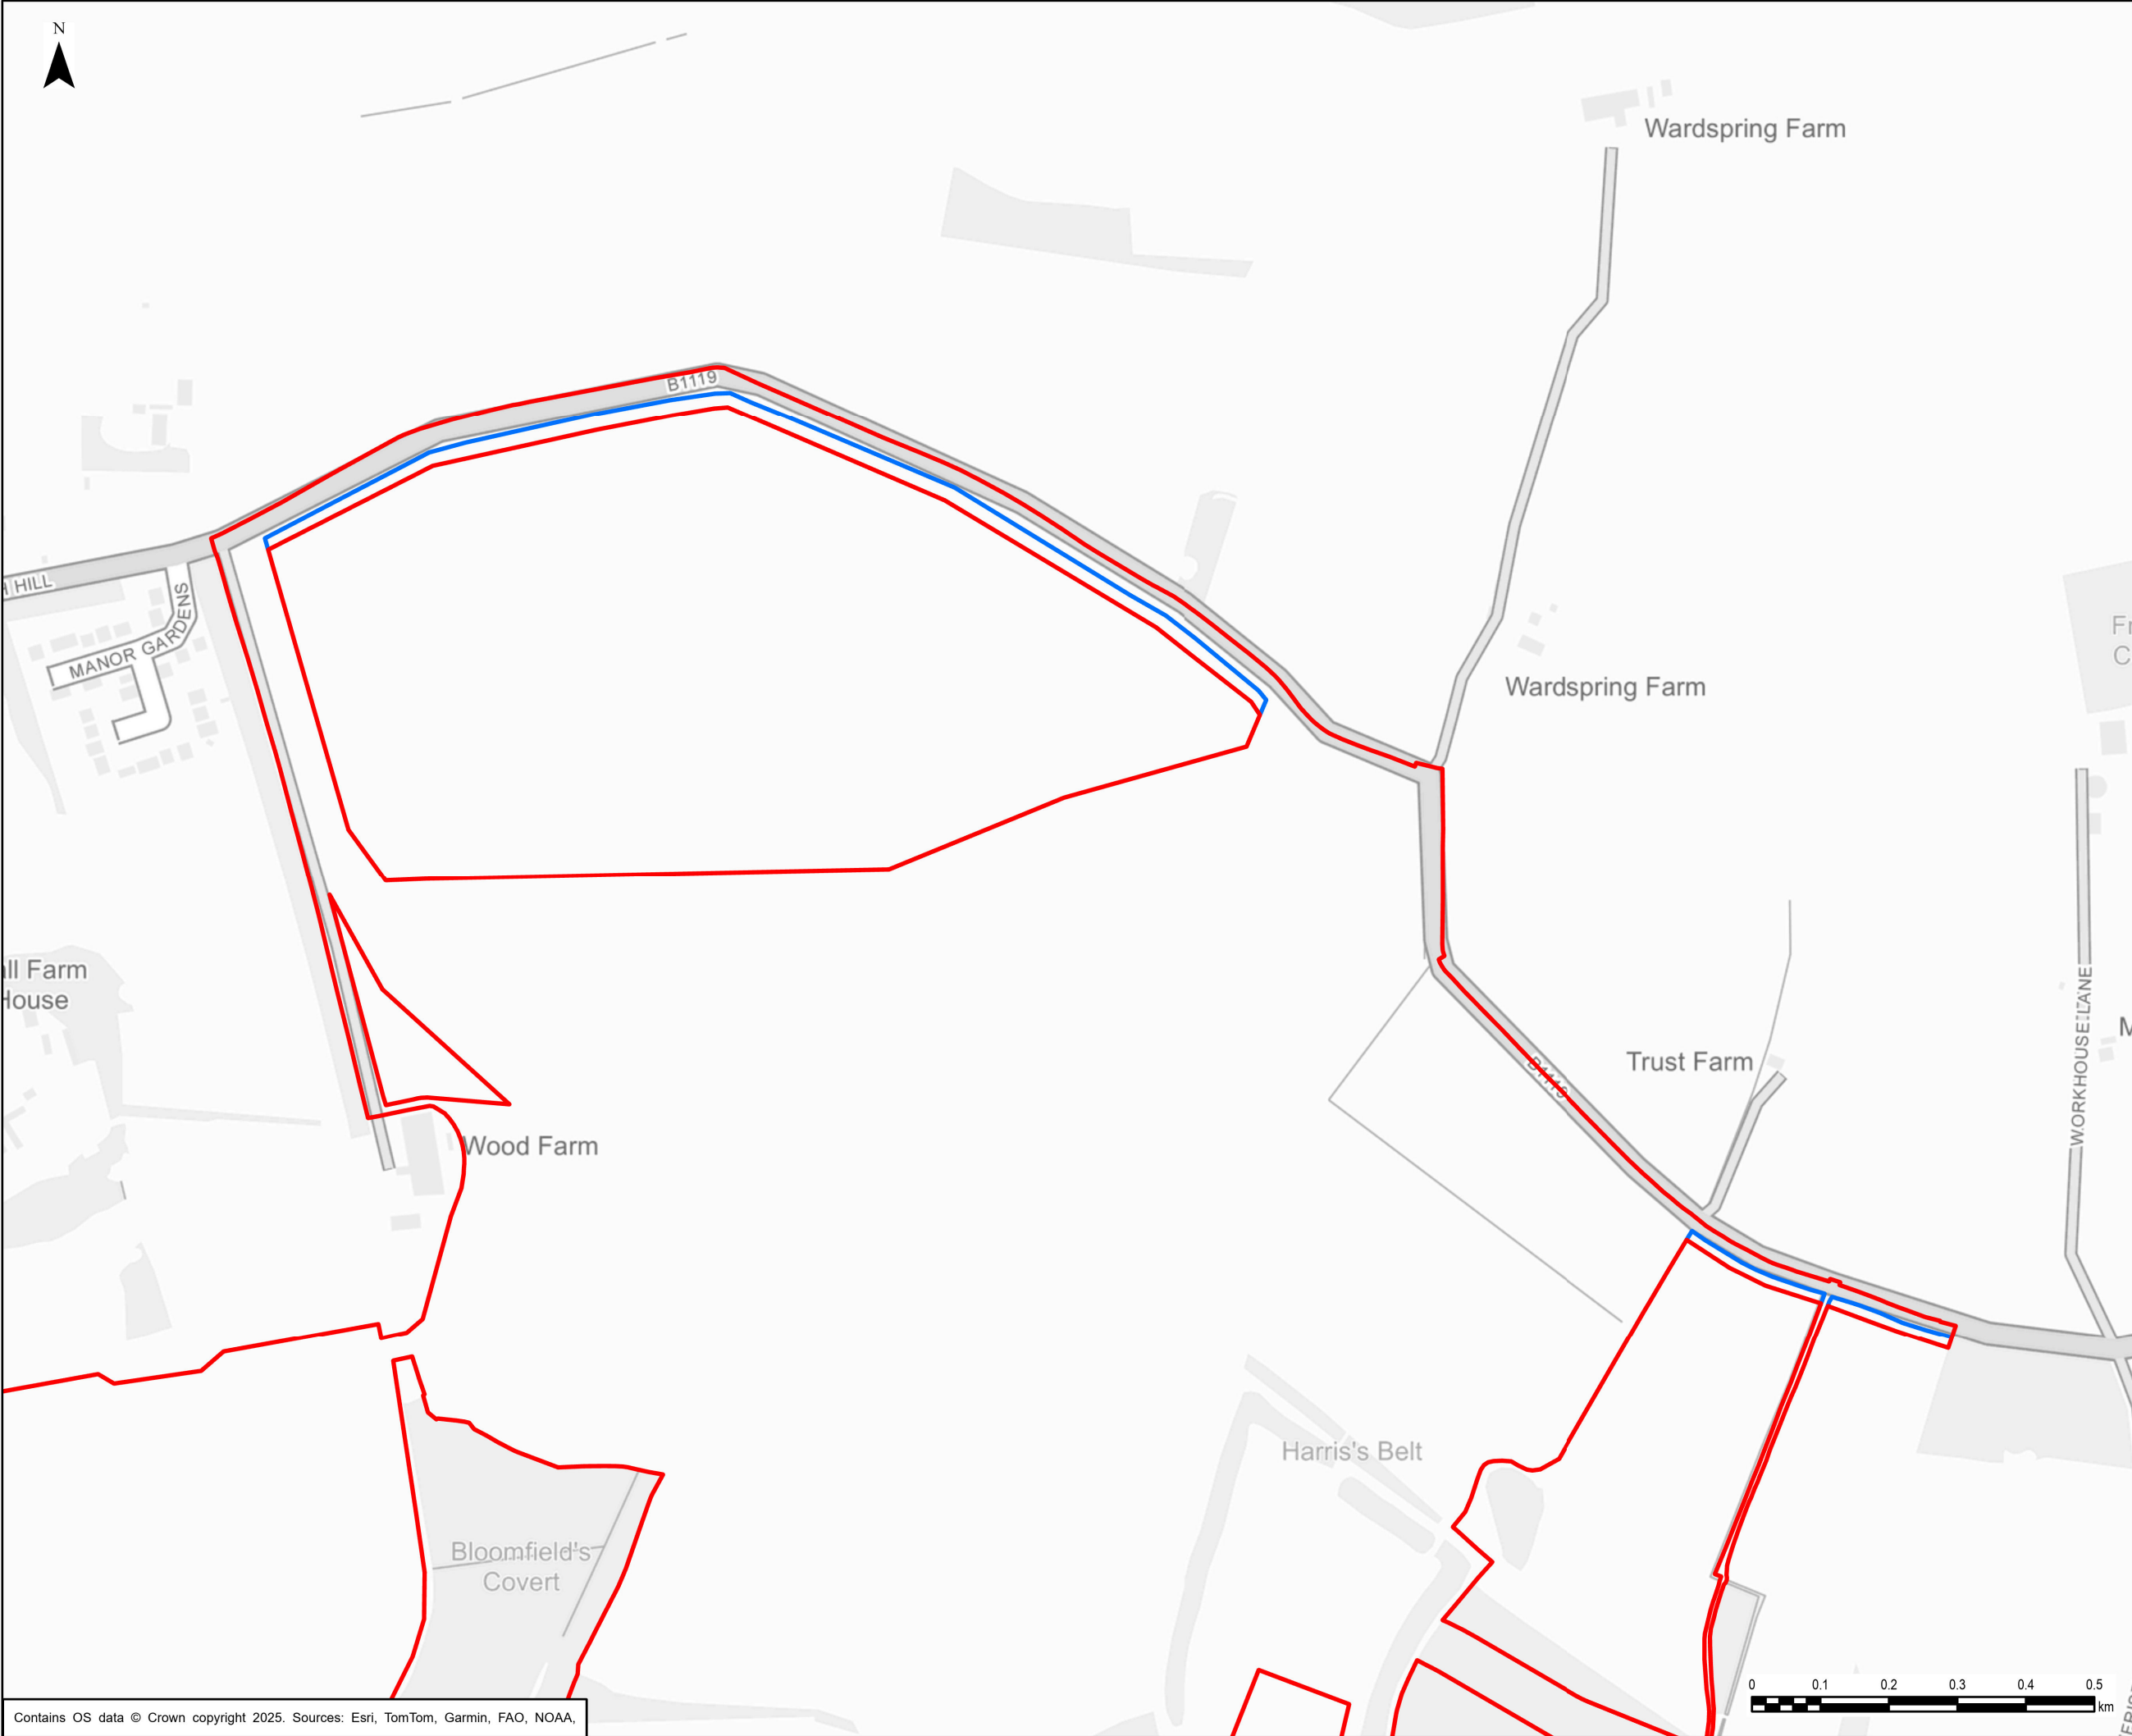 N
Wardspring Farm
B1119
HILL
MANOR GARDENS
Wardspring Farm
Farm
Trust Farm
WORKHOUSE LANE
Wood Farm
Harris's Belt
Bloomfield's
Covert
0 0.1 0.2 0.3 0.4 0.5
km
Contains OS data © Crown copyright 2025. Sources: Esri, TomTom, Garmin, FAO, NOAA,